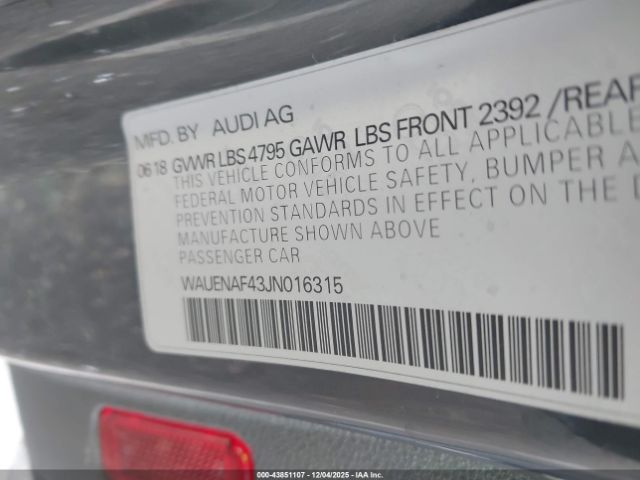 MFD. BY AUDI AG
06 18 GVWR LBS 4795 GAWR LBS FRONT 2392 /REAR
THIS VEHICLE CONFORMS TO ALL APPLICABLE
FEDERAL MOTOR VEHICLE SAFETY, BUMPER A
PREVENTION STANDARDS IN EFFECT ON THE D
MANUFACTURE SHOWN ABOVE
PASSENGER CAR
WAUENAF43JN016315
000-43851107 - 12/04/2025 - IAAC